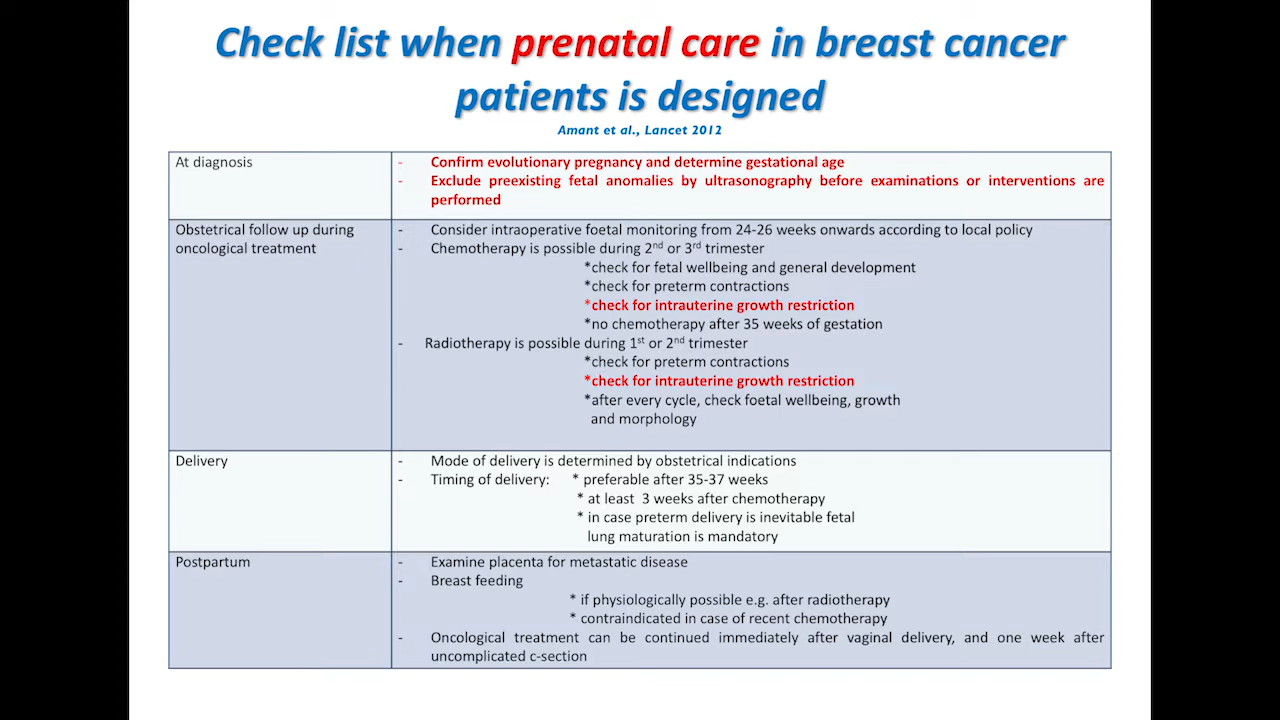 Check list when prenatal care in breast cancer
patients is designed
Amant et al., Lancet 2012
At diagnosis
- Confirm evolutionary pregnancy and determine gestational age
- Exclude preexisting fetal anomalies by ultrasonography before examinations or interventions are
performed
Obstetrical follow up during
oncological treatment
- Consider intraoperative foetal monitoring from 24-26 weeks onwards according to local policy
- Chemotherapy is possible during 2nd or 3rd trimester
*check for fetal wellbeing and general development
*check for preterm contractions
*check for intrauterine growth restriction
*no chemotherapy after 35 weeks of gestation
- Radiotherapy is possible during 1st or 2nd trimester
*check for preterm contractions
*check for intrauterine growth restriction
*after every cycle, check foetal wellbeing, growth
and morphology
Delivery
- Mode of delivery is determined by obstetrical indications
- Timing of delivery: * preferable after 35-37 weeks
* at least 3 weeks after chemotherapy
* in case preterm delivery is inevitable fetal
lung maturation is mandatory
Postpartum
- Examine placenta for metastatic disease
- Breast feeding
* if physiologically possible e.g. after radiotherapy
* contraindicated in case of recent chemotherapy
- Oncological treatment can be continued immediately after vaginal delivery, and one week after
uncomplicated c-section